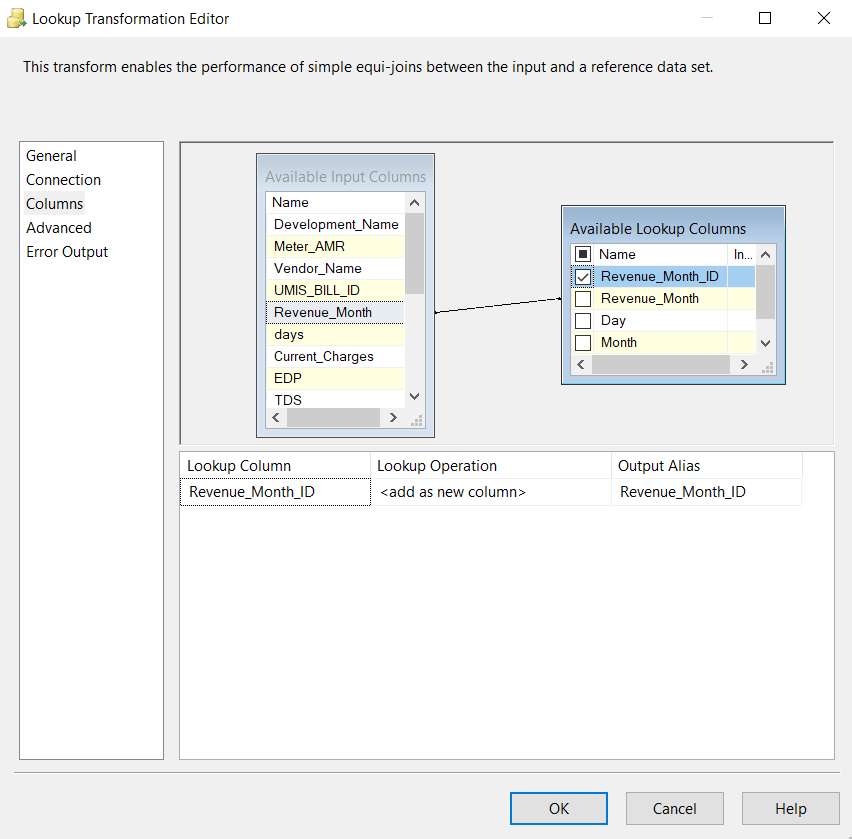 Lookup Transformation Editor
This transform enables the performance of simple equi-joins between the input and a reference data set.
General
Connection
Columns
Advanced
Error Output
Available Input Columns
Name
Development_Name
Meter_AMR
Vendor_Name
UMIS_BILL_ID
Revenue_Month
days
Current_Charges
EDP
TDS
Available Lookup Columns
Name In...
Revenue_Month_ID
Revenue_Month
Day
Month
Lookup Column Lookup Operation Output Alias
Revenue_Month_ID <add as new column> Revenue_Month_ID
OK Cancel Help